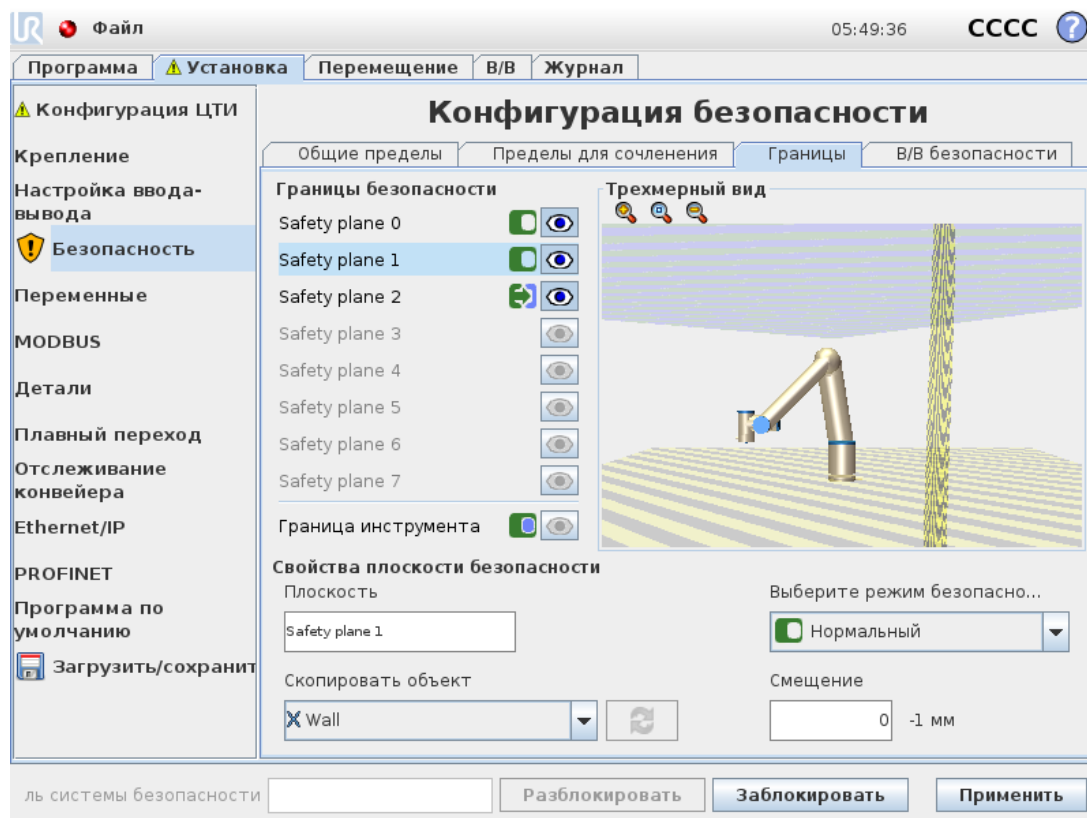 UR Файл 05:49:36 CCCC ?
Программа Установка Перемещение В/В Журнал
Конфигурация ЦТИ
Крепление
Настройка ввода-
вывода
Безопасность
Переменные
MODBUS
Детали
Плавный переход
Отслеживание
конвейера
Ethernet/IP
PROFINET
Программа по
умолчанию
Загрузить/сохранит
Конфигурация безопасности
Общие пределы Пределы для сочленения Границы В/В безопасности
Границы безопасности
Safety plane 0
Safety plane 1
Safety plane 2
Safety plane 3
Safety plane 4
Safety plane 5
Safety plane 6
Safety plane 7
Граница инструмента
Трехмерный вид
Свойства плоскости безопасности
Плоскость
Safety plane 1
Скопировать объект
Wall
Выберите режим безопасно...
Нормальный
Смещение
0 -1 мм
ль системы безопасности Разблокировать Заблокировать Применить